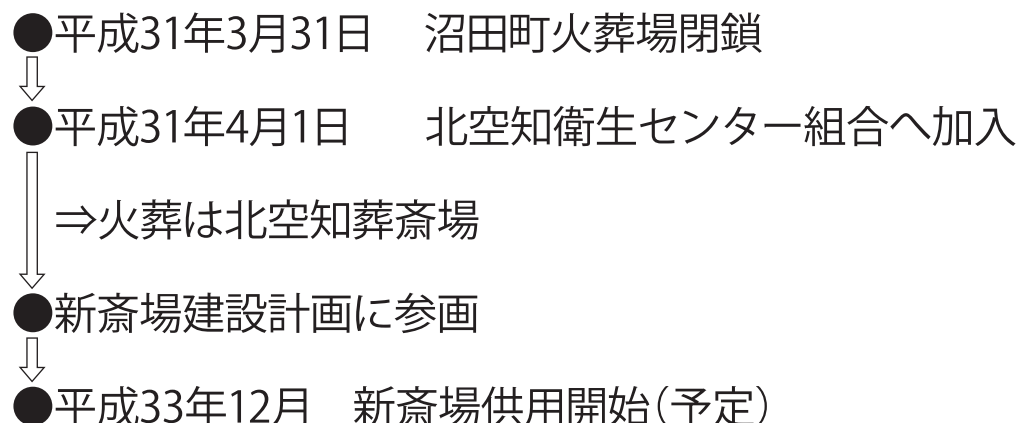 ●平成31年3月31日　沼田町火葬場閉鎖
●平成31年4月1日　北空知衛生センター組合へ加入
⇒火葬は北空知葬斎場
●新斎場建設計画に参画
●平成33年12月　新斎場供用開始(予定)